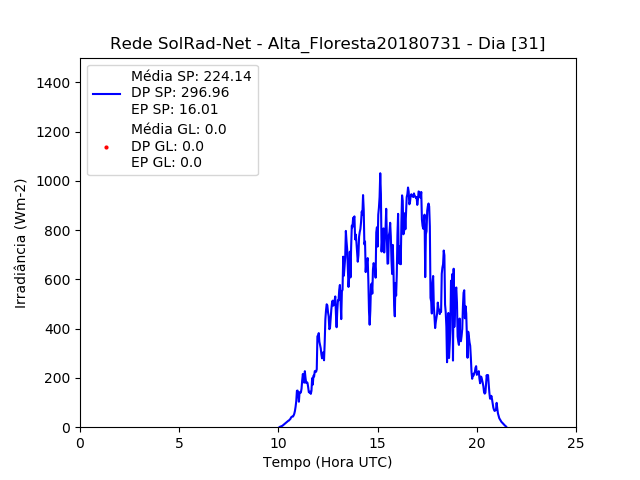 Rede SolRad-Net - Alta_Floresta20180731 - Dia [31]
Média SP: 224.14
DP SP: 296.96
EP SP: 16.01
Média GL: 0.0
DP GL: 0.0
EP GL: 0.0
Irradiância (Wm-2)
1400
1200
1000
800
600
400
200
0
0 5 10 15 20 25
Tempo (Hora UTC)